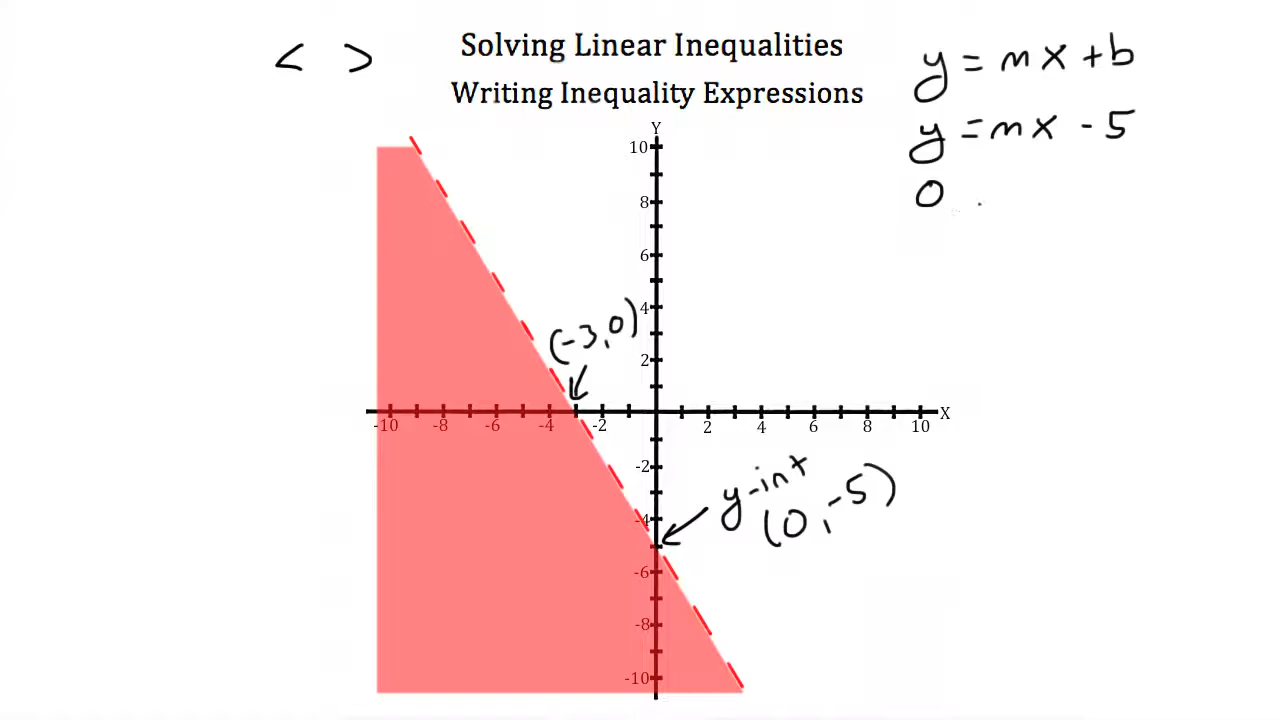 < >
Solving Linear Inequalities
Writing Inequality Expressions
y = mx + b
y = mx - 5
0
Y
10
8
6
4
2
(-3,0)
-10 -8 -6 -4 -2 2 4 6 8 10 X
-2
-4
-6
-8
-10
y-int
(0,-5)